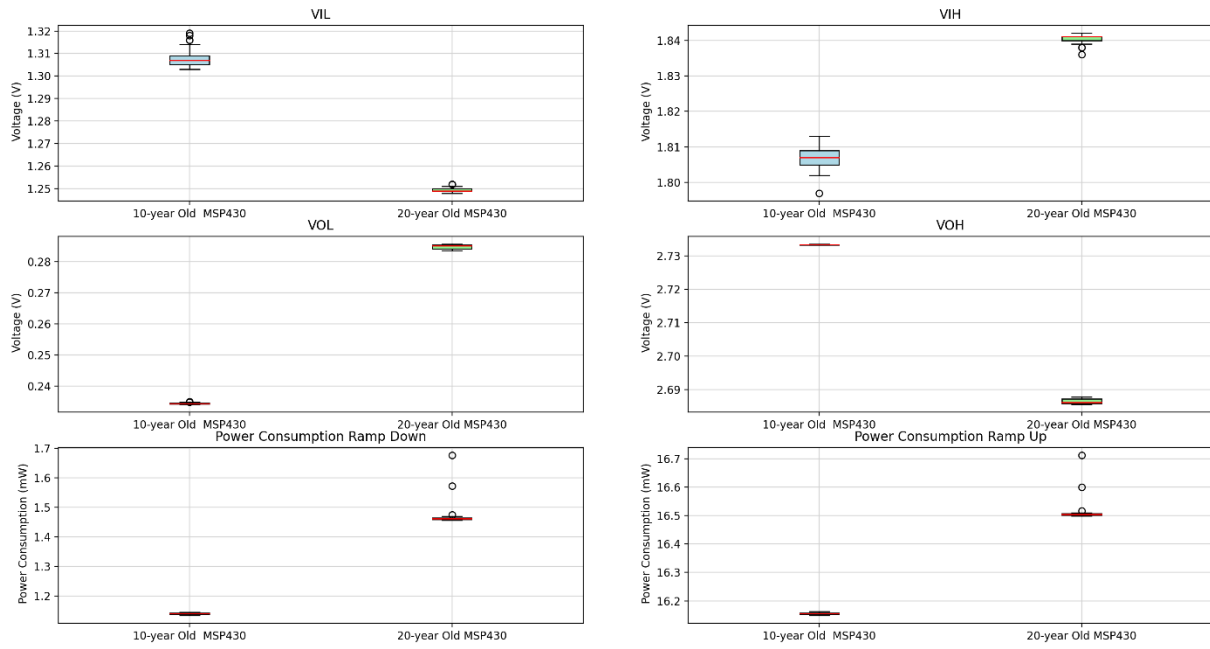 VIL
Voltage (V)
1.32
1.31
1.30
1.29
1.28
1.27
1.26
1.25
10-year Old MSP430
20-year Old MSP430
VIH
Voltage (V)
1.84
1.83
1.82
1.81
1.80
10-year Old MSP430
20-year Old MSP430
VOL
Voltage (V)
0.28
0.27
0.26
0.25
0.24
10-year Old MSP430
20-year Old MSP430
VOH
Voltage (V)
2.73
2.72
2.71
2.70
2.69
10-year Old MSP430
20-year Old MSP430
Power Consumption Ramp Down
Power Consumption (mW)
1.7
1.6
1.5
1.4
1.3
1.2
10-year Old MSP430
20-year Old MSP430
Power Consumption Ramp Up
Power Consumption (mW)
16.7
16.6
16.5
16.4
16.3
16.2
10-year Old MSP430
20-year Old MSP430